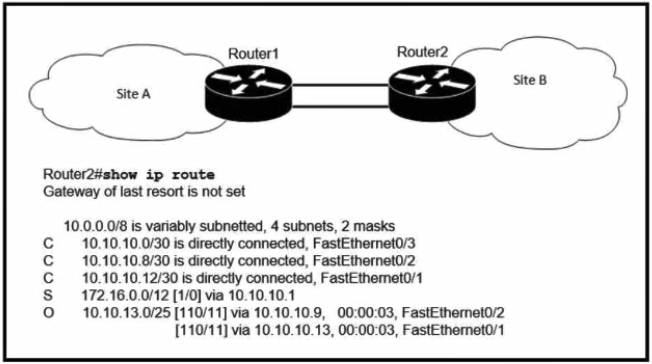 Router1
Router2
Site A
Site B
Router2#show ip route
Gateway of last resort is not set
10.0.0.0/8 is variably subnetted, 4 subnets, 2 masks
C 10.10.10.0/30 is directly connected, FastEthernet0/3
C 10.10.10.8/30 is directly connected, FastEthernet0/2
C 10.10.10.12/30 is directly connected, FastEthernet0/1
S 172.16.0.0/12 [1/0] via 10.10.10.1
O 10.10.13.0/25 [110/11] via 10.10.10.9, 00:00:03, FastEthernet0/2
[110/11] via 10.10.10.13, 00:00:03, FastEthernet0/1